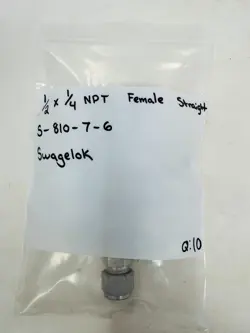 1/2 x 1/4 NPT Female Straight
S-810-7-6
Swagelok
Q:10